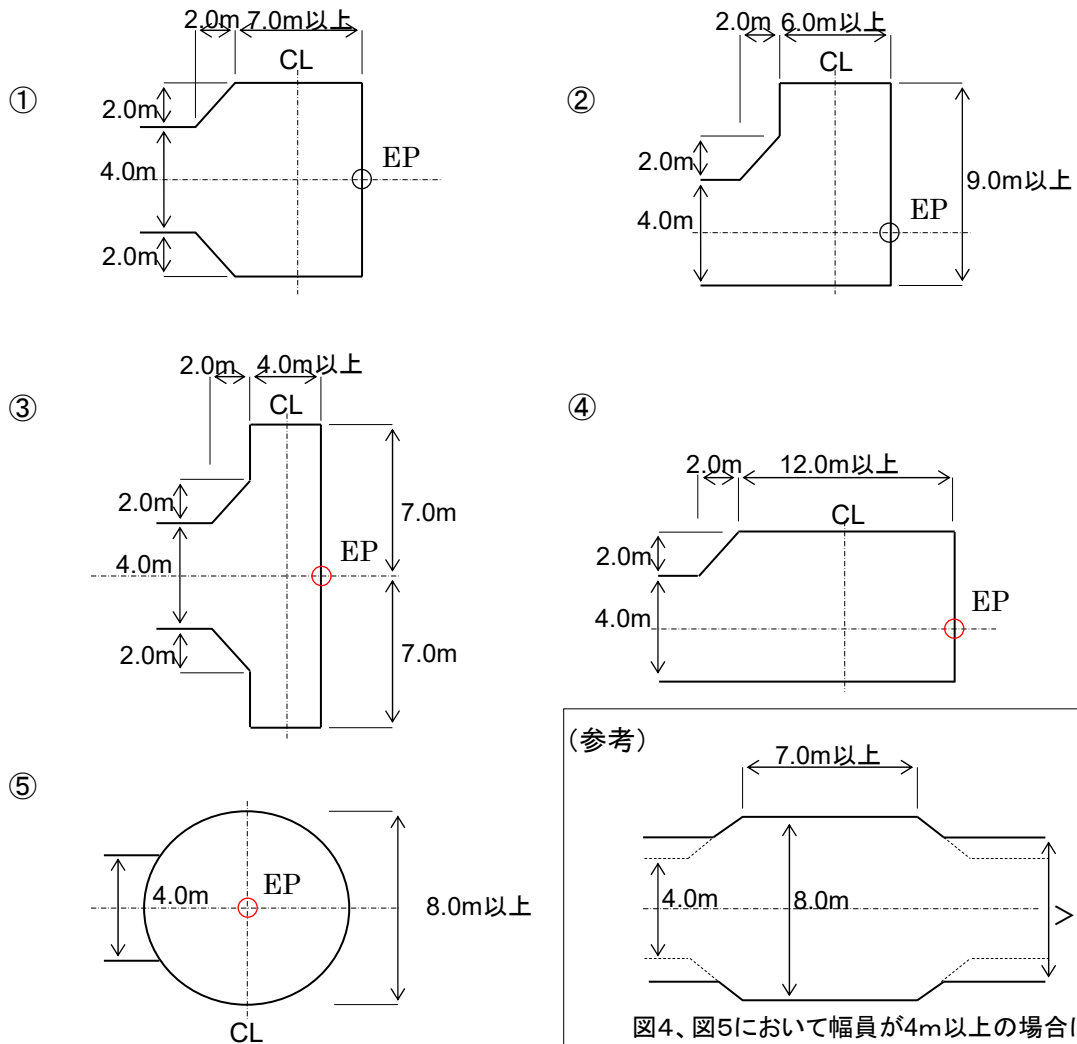 ①
2.0m 7.0m以上
CL
2.0m
4.0m
2.0m
EP
②
2.0m 6.0m以上
CL
2.0m
4.0m
9.0m以上
EP
③
2.0m 4.0m以上
CL
2.0m
4.0m
2.0m
7.0m
EP
7.0m
④
2.0m 12.0m以上
CL
2.0m
4.0m
EP
⑤
4.0m
EP
8.0m以上
CL
(参考)
7.0m以上
4.0m
8.0m
>
図4、図5において幅員が4m以上の場合